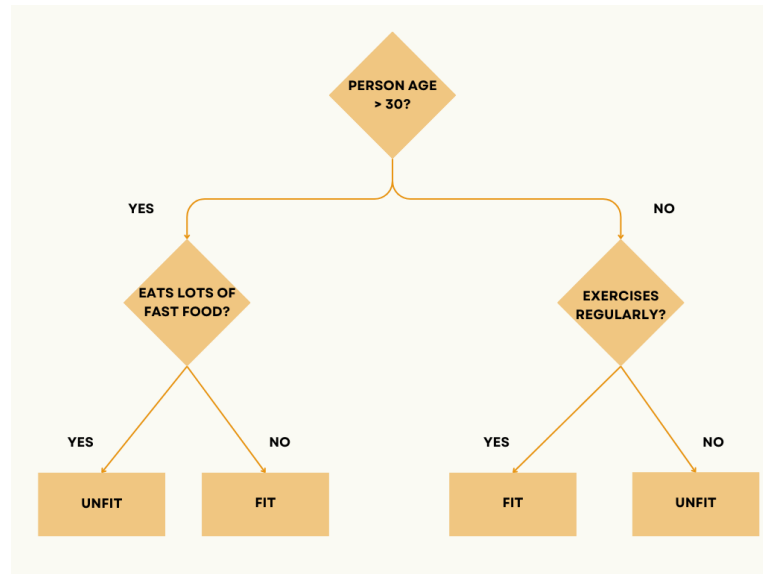 PERSON AGE
> 30?
YES
NO
EATS LOTS OF
FAST FOOD?
EXERCISES
REGULARLY?
YES
NO
YES
NO
UNFIT
FIT
FIT
UNFIT